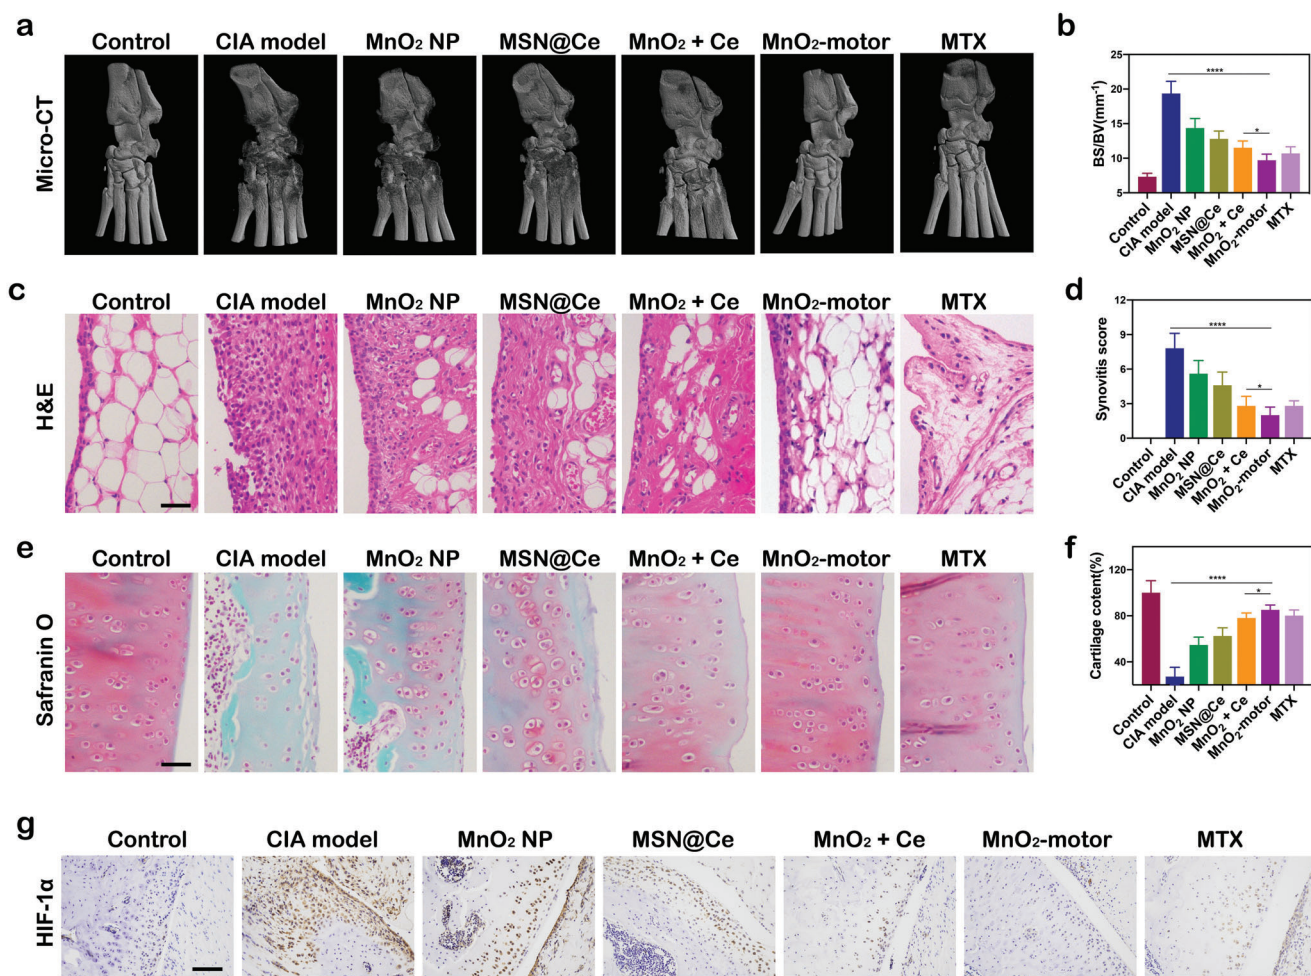 a
Control CIA model MnO₂ NP MSN@Ce MnO₂ + Ce MnO₂-motor MTX
Micro-CT
b
BS/BV(mm⁻¹)
25
20
15
10
5
****
*
Control
CIA model
MnO₂ NP
MSN@Ce
MnO₂ + Ce
MnO₂-motor
MTX
c
Control CIA model MnO₂ NP MSN@Ce MnO₂ + Ce MnO₂-motor MTX
H&E
d
Synovitis score
12
9
6
3
0
****
*
Control
CIA model
MnO₂ NP
MSN@Ce
MnO₂ + Ce
MnO₂-motor
MTX
e
Control CIA model MnO₂ NP MSN@Ce MnO₂ + Ce MnO₂-motor MTX
Safranin O
f
Cartilage cotent(%)
120
80
40
****
*
Control
CIA model
MnO₂ NP
MSN@Ce
MnO₂ + Ce
MnO₂-motor
MTX
g
Control CIA model MnO₂ NP MSN@Ce MnO₂ + Ce MnO₂-motor MTX
HIF-1α